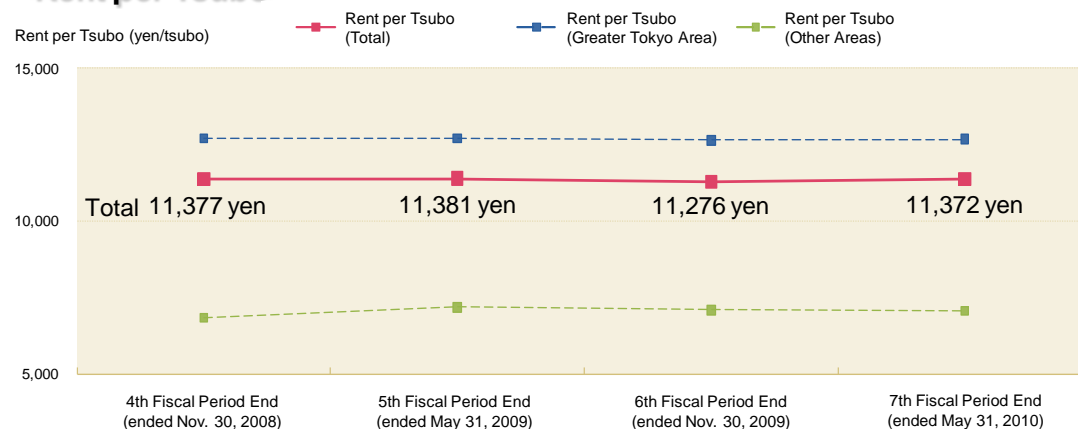 Rent per Tsubo
Rent per Tsubo (yen/tsubo)
Rent per Tsubo
(Total)
Rent per Tsubo
(Greater Tokyo Area)
Rent per Tsubo
(Other Areas)
15,000
10,000
5,000
Total 11,377 yen
11,381 yen
11,276 yen
11,372 yen
4th Fiscal Period End
(ended Nov. 30, 2008)
5th Fiscal Period End
(ended May 31, 2009)
6th Fiscal Period End
(ended Nov. 30, 2009)
7th Fiscal Period End
(ended May 31, 2010)